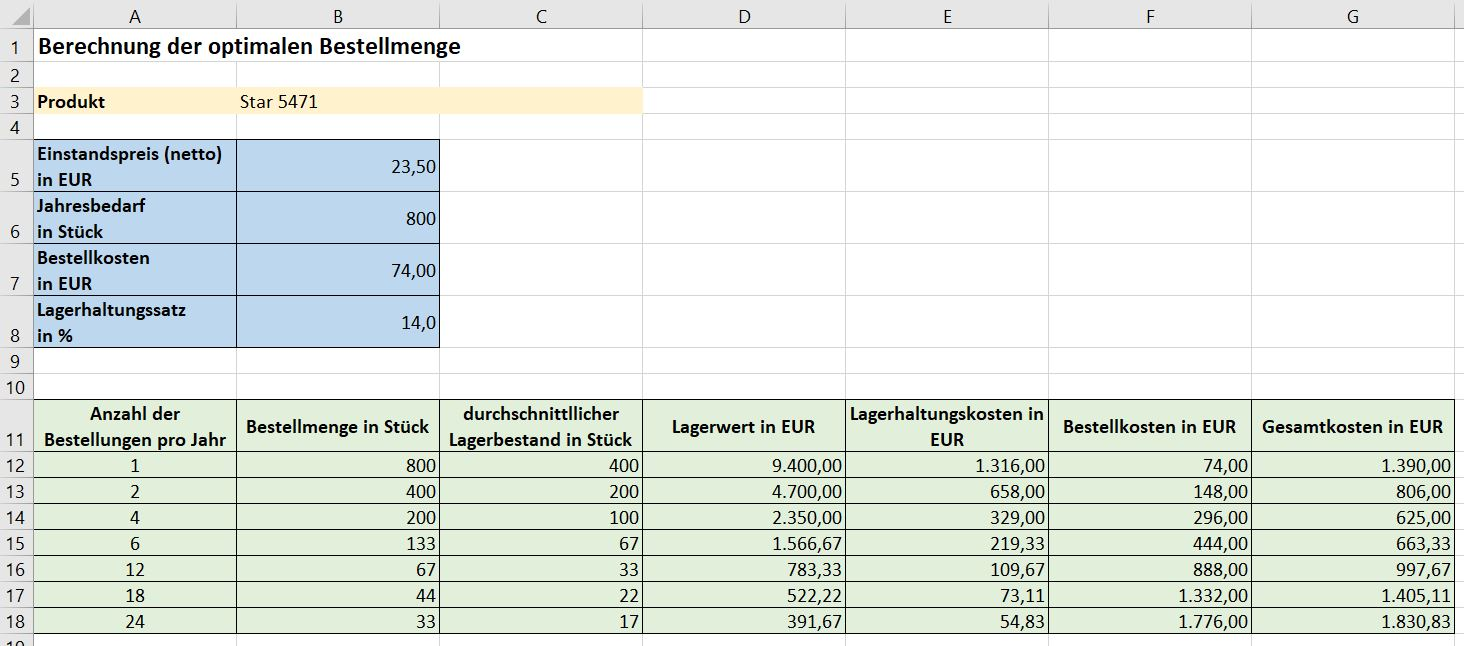 A B C D E F G
1 Berechnung der optimalen Bestellmenge
2
3 Produkt Star 5471
4
Einstandspreis (netto)
5 in EUR 23,50
Jahresbedarf
6 in Stück 800
Bestellkosten
7 in EUR 74,00
Lagerhaltungssatz
8 in % 14,0
9
10
Anzahl der durchschnittllicher Lagerhaltungskosten in
11 Bestellungen pro Jahr Bestellmenge in Stück Lagerbestand in Stück Lagerwert in EUR EUR Bestellkosten in EUR Gesamtkosten in EUR
12 1 800 400 9.400,00 1.316,00 74,00 1.390,00
13 2 400 200 4.700,00 658,00 148,00 806,00
14 4 200 100 2.350,00 329,00 296,00 625,00
15 6 133 67 1.566,67 219,33 444,00 663,33
16 12 67 33 783,33 109,67 888,00 997,67
17 18 44 22 522,22 73,11 1.332,00 1.405,11
18 24 33 17 391,67 54,83 1.776,00 1.830,83